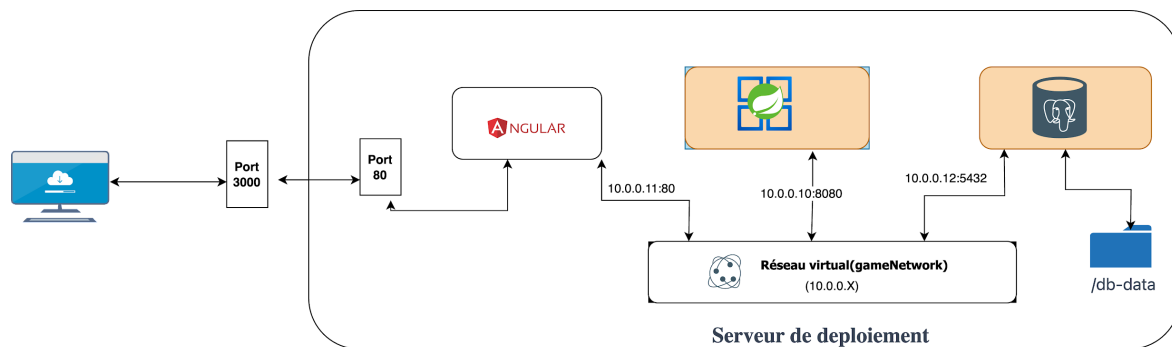 Port
3000
Port
80
ANGULAR
10.0.0.11:80
10.0.0.10:8080
10.0.0.12:5432
Réseau virtual(gameNetwork)
(10.0.0.X)
/db-data
Serveur de deploiement